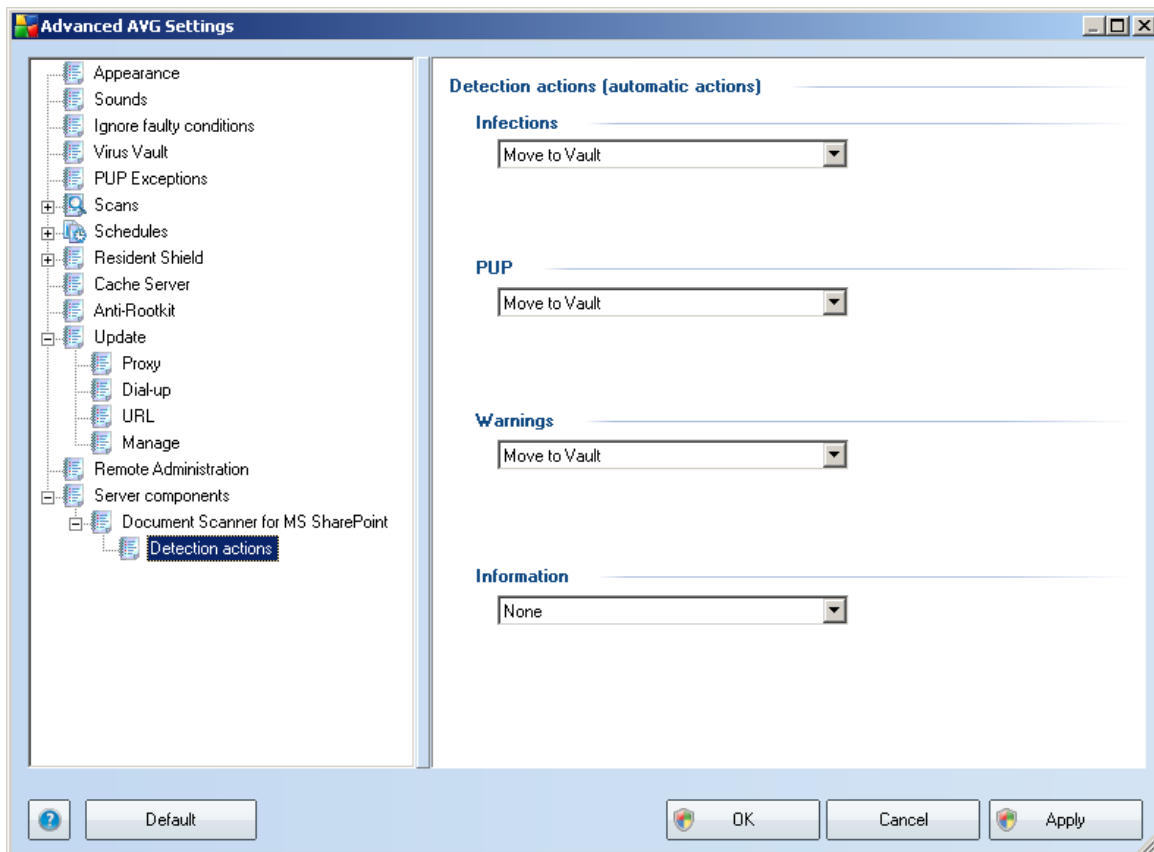 Advanced AVG Settings
Appearance
Sounds
Ignore faulty conditions
Virus Vault
PUP Exceptions
Scans
Schedules
Resident Shield
Cache Server
Anti-Rootkit
Update
Proxy
Dial-up
URL
Manage
Remote Administration
Server components
Document Scanner for MS SharePoint
Detection actions
Detection actions (automatic actions)
Infections
Move to Vault
PUP
Move to Vault
Warnings
Move to Vault
Information
None
Default
OK
Cancel
Apply